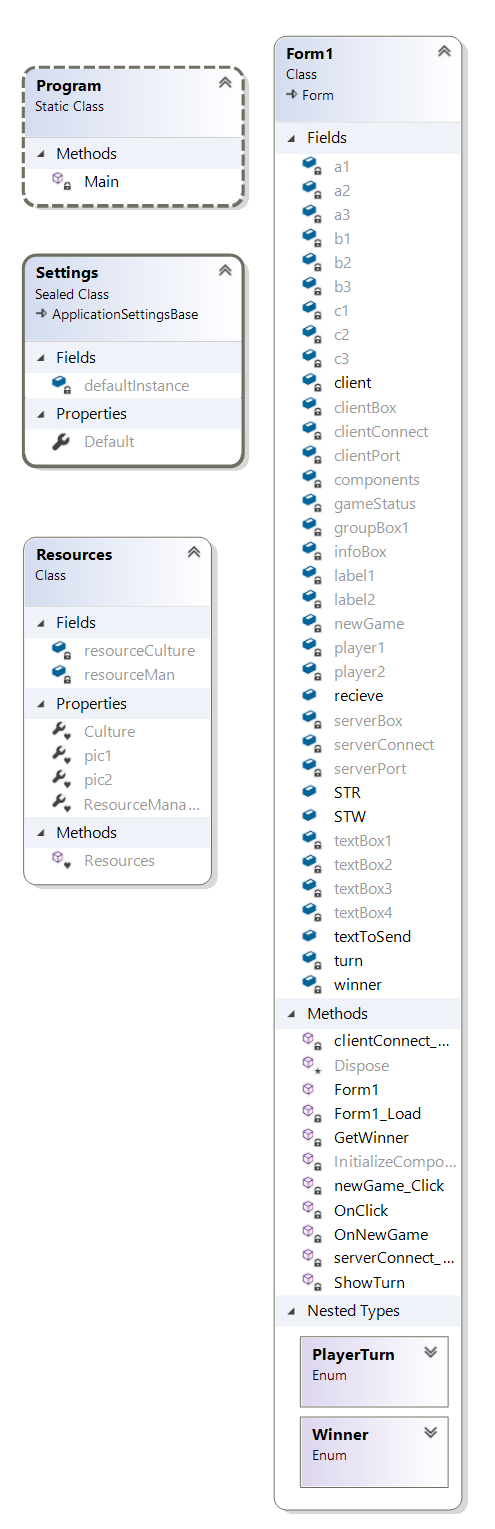 Program
Static Class
Methods
Main
Settings
Sealed Class
ApplicationSettingsBase
Fields
defaultInstance
Properties
Default
Resources
Class
Fields
resourceCulture
resourceMan
Properties
Culture
pic1
pic2
ResourceMana...
Methods
Resources
Form1
Class
Form
Fields
a1
a2
a3
b1
b2
b3
c1
c2
c3
client
clientBox
clientConnect
clientPort
components
gameStatus
groupBox1
infoBox
label1
label2
newGame
player1
player2
recieve
serverBox
serverConnect
serverPort
STR
STW
textBox1
textBox2
textBox3
textBox4
textToSend
turn
winner
Methods
clientConnect_...
Dispose
Form1
Form1_Load
GetWinner
InitializeCompo...
newGame_Click
OnClick
OnNewGame
serverConnect_...
ShowTurn
Nested Types
PlayerTurn
Enum
Winner
Enum